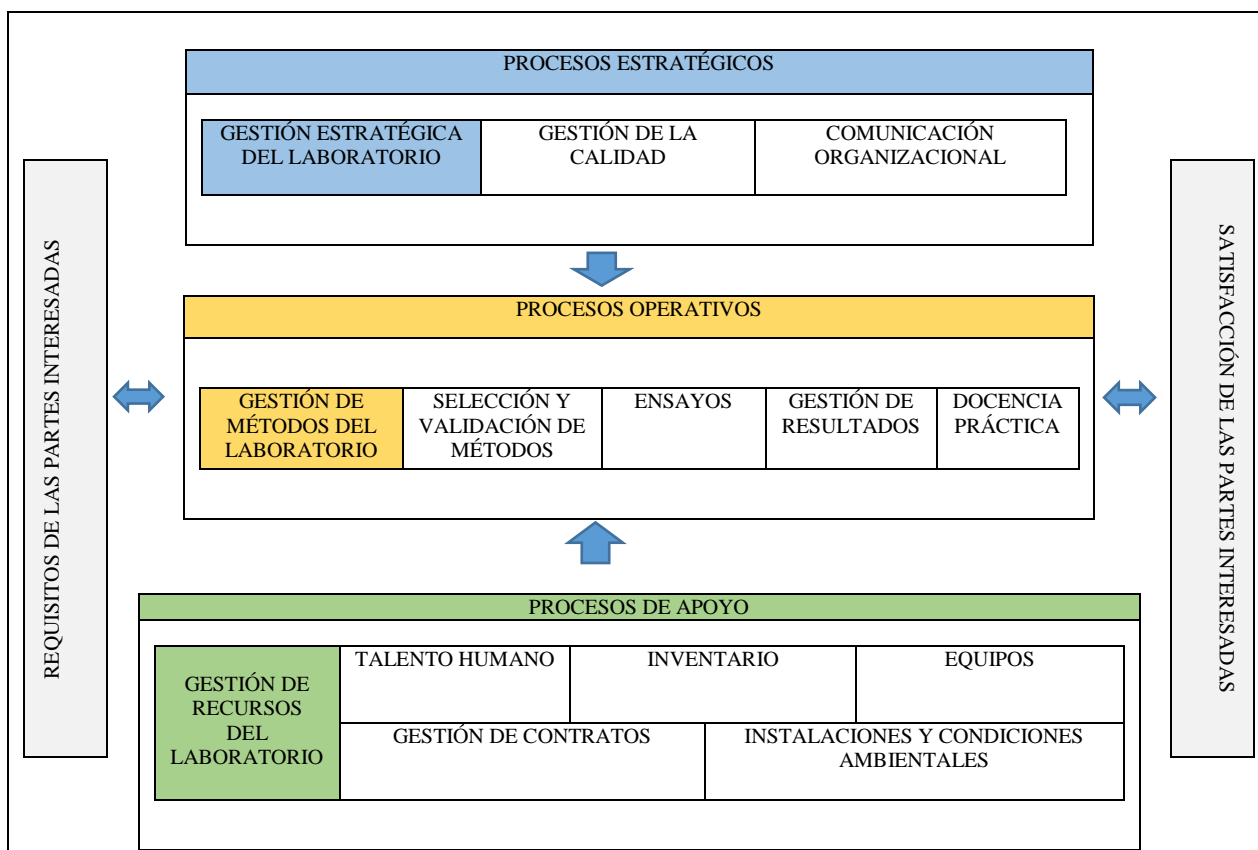 PROCESOS ESTRATÉGICOS
GESTIÓN ESTRATÉGICA
DEL LABORATORIO
GESTIÓN DE LA
CALIDAD
COMUNICACIÓN
ORGANIZACIONAL
REQUISITOS DE LAS PARTES INTERESADAS
PROCESOS OPERATIVOS
GESTIÓN DE
MÉTODOS DEL
LABORATORIO
SELECCIÓN Y
VALIDACIÓN DE
MÉTODOS
ENSAYOS
GESTIÓN DE
RESULTADOS
DOCENCIA
PRÁCTICA
SATISFACCIÓN DE LAS PARTES INTERESADAS
PROCESOS DE APOYO
GESTIÓN DE
RECURSOS
DEL
LABORATORIO
TALENTO HUMANO
INVENTARIO
EQUIPOS
GESTIÓN DE CONTRATOS
INSTALACIONES Y CONDICIONES
AMBIENTALES